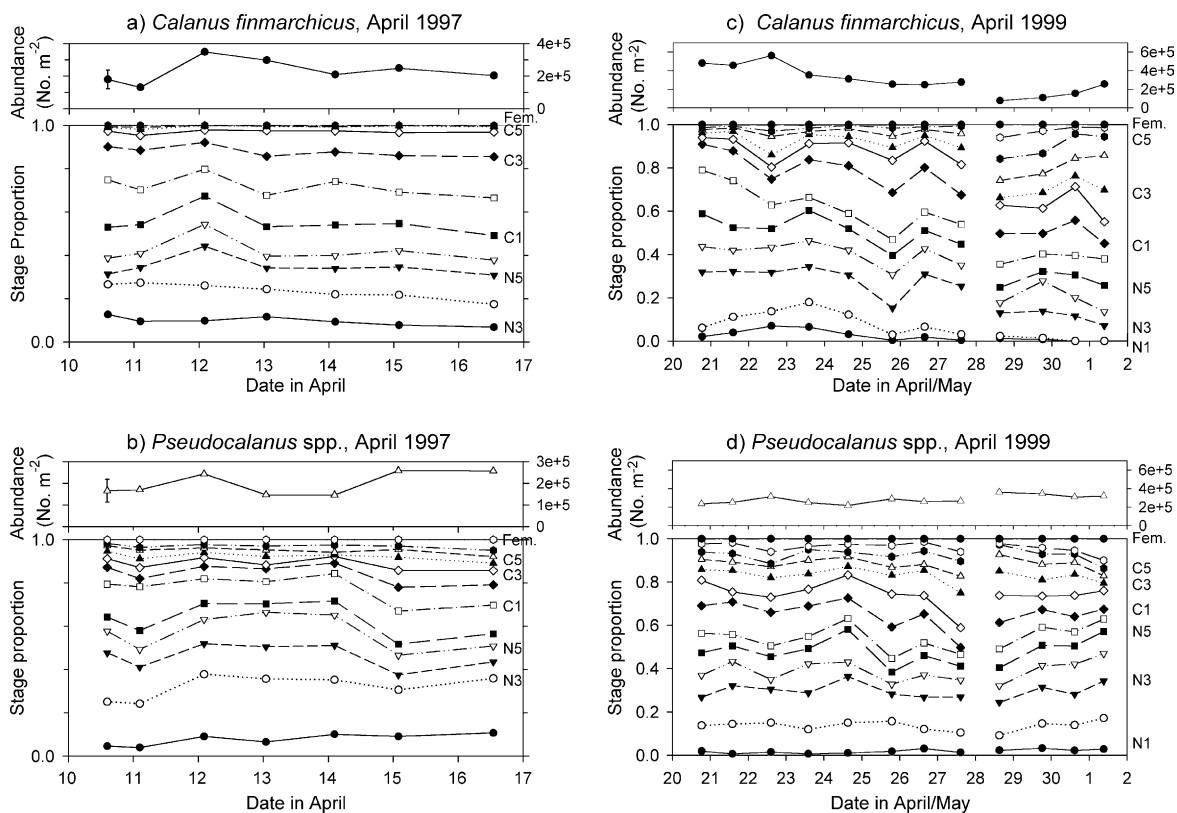 a) Calanus finmarchicus, April 1997
Abundance
(No. m-2)
4e+5
2e+5
0
Stage Proportion
1.0
0.0
Fem.
C5
C3
C1
N5
N3
10 11 12 13 14 15 16 17
Date in April
c) Calanus finmarchicus, April 1999
Abundance
(No. m-2)
6e+5
4e+5
2e+5
0
Stage proportion
1.0
0.8
0.6
0.4
0.2
0.0
Fem.
C5
C3
C1
N5
N3
N1
20 21 22 23 24 25 26 27 28 29 30 1 2
Date in April/May
b) Pseudocalanus spp., April 1997
Abundance
(No. m-2)
3e+5
2e+5
1e+5
0
Stage proportion
1.0
0.0
Fem.
C5
C3
C1
N5
N3
10 11 12 13 14 15 16 17
Date in April
d) Pseudocalanus spp., April 1999
Abundance
(No. m-2)
6e+5
4e+5
2e+5
0
Stage proportion
1.0
0.8
0.6
0.4
0.2
0.0
Fem.
C5
C3
C1
N5
N3
N1
20 21 22 23 24 25 26 27 28 29 30 1 2
Date in April/May